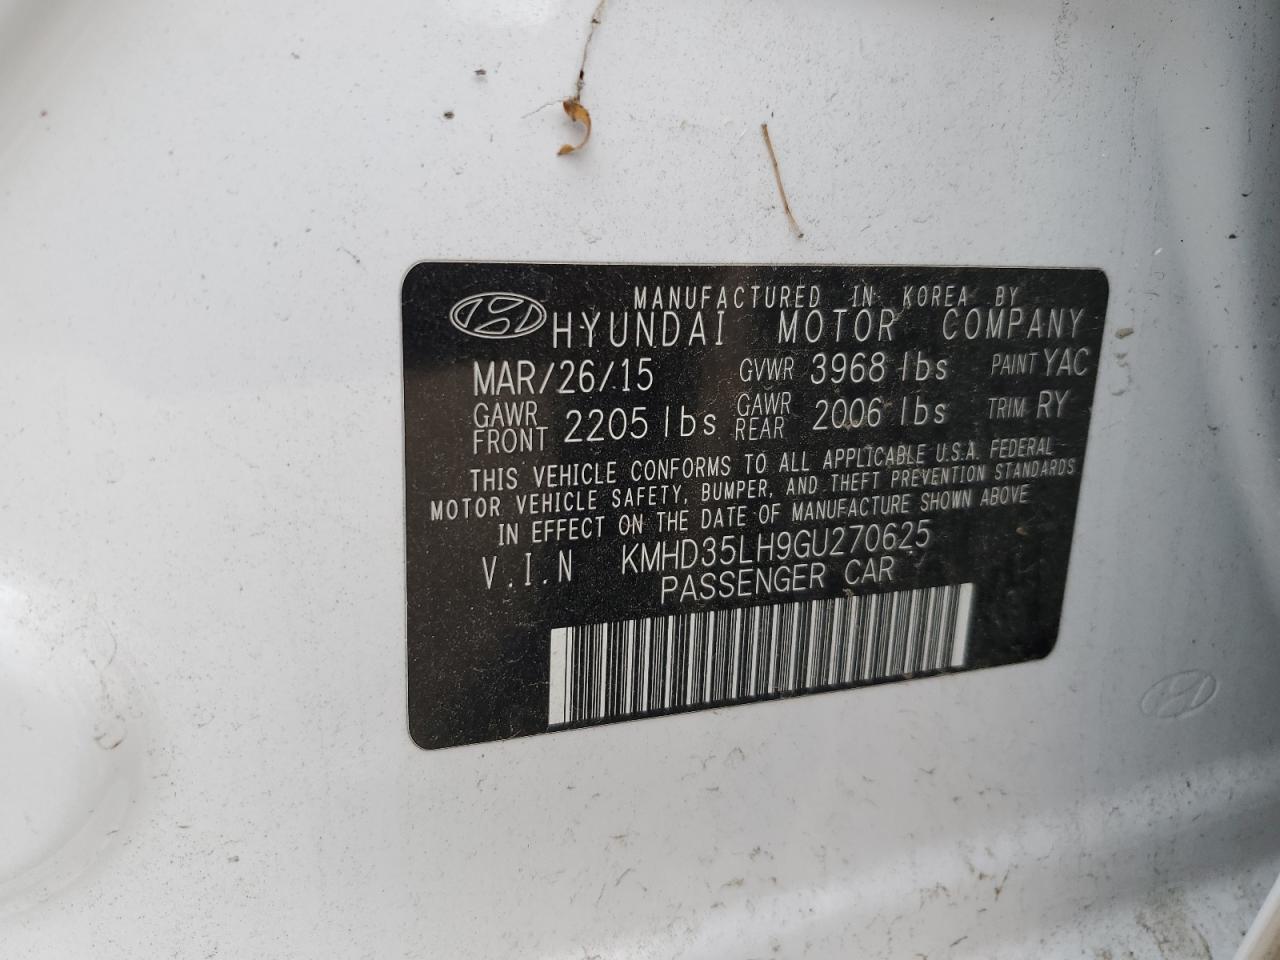 MANUFACTURED IN KOREA BY
HYUNDAI MOTOR COMPANY
MAR/26/15 GVWR 3968 lbs PAINT YAC
GAWR FRONT 2205 lbs GAWR REAR 2006 lbs TRIM RY
THIS VEHICLE CONFORMS TO ALL APPLICABLE U.S.A. FEDERAL
MOTOR VEHICLE SAFETY, BUMPER, AND THEFT PREVENTION STANDARDS
IN EFFECT ON THE DATE OF MANUFACTURE SHOWN ABOVE
V.I.N KMHD35LH9GU270625
PASSENGER CAR